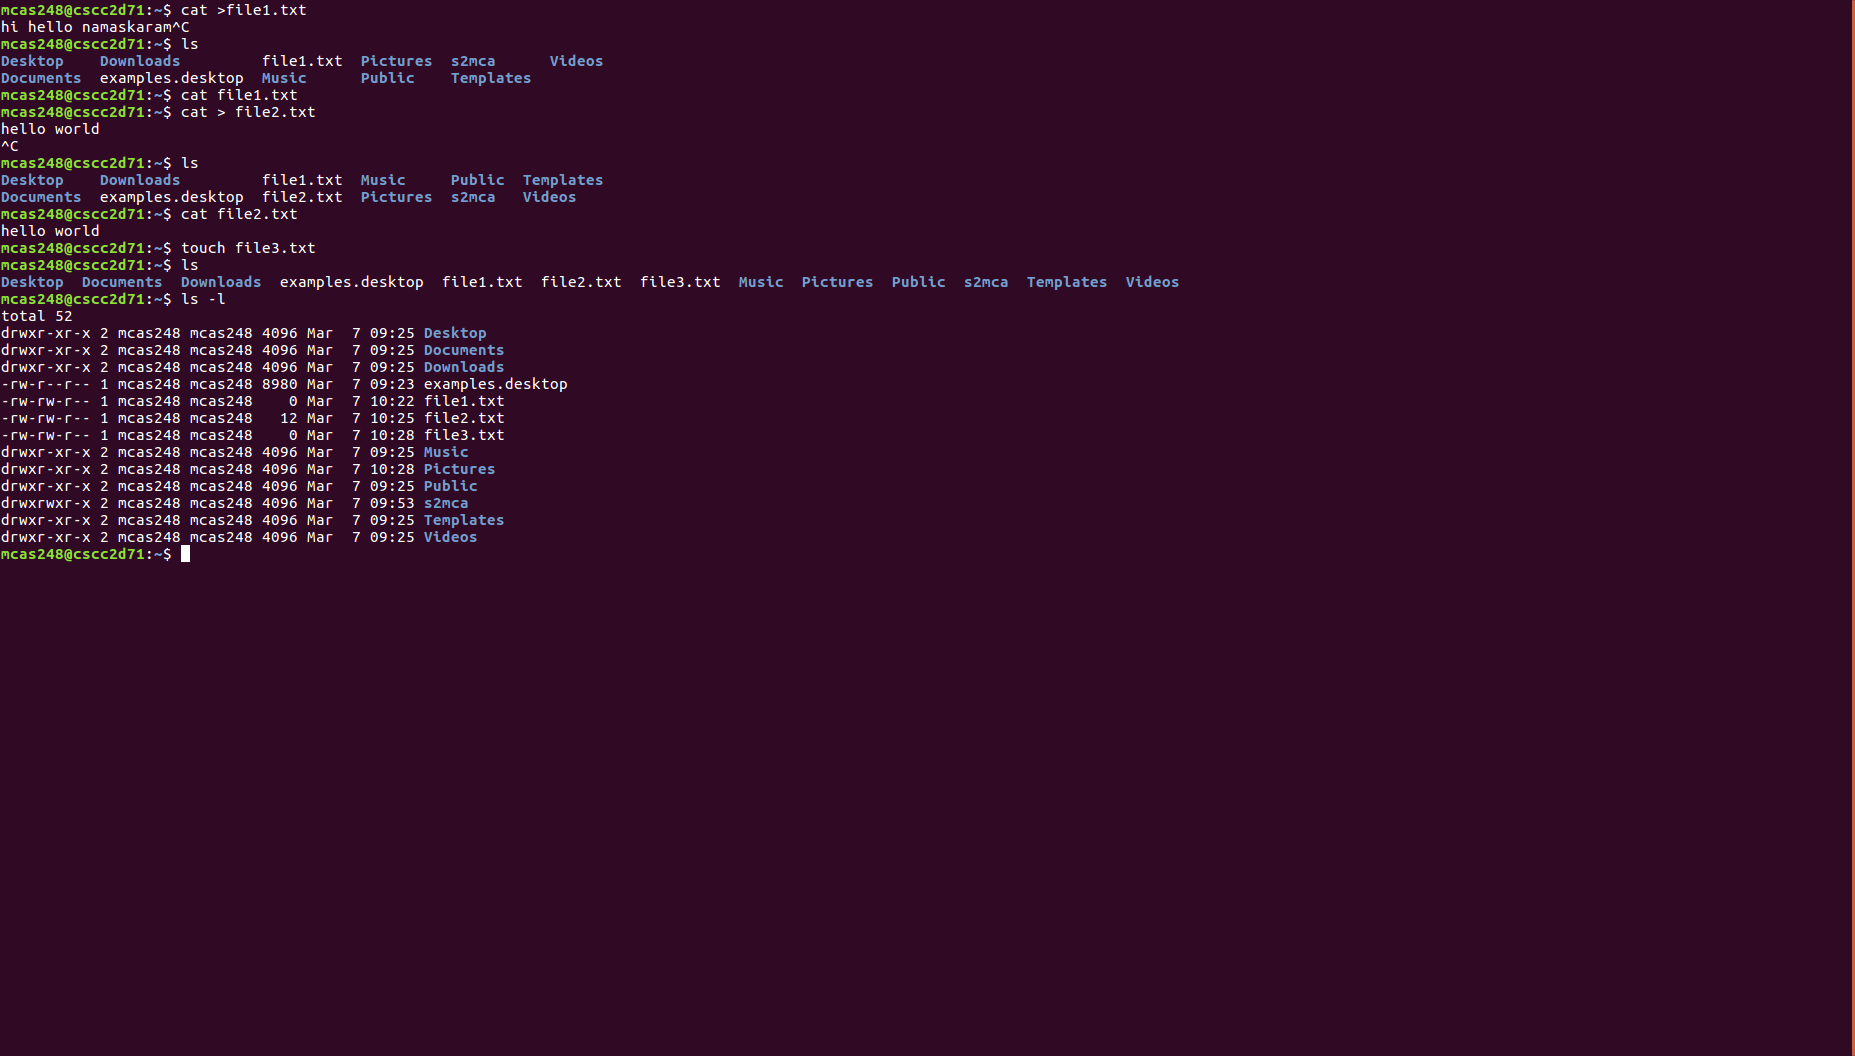 mcas248@cscc2d71:~$ cat >file1.txt
hi hello namaskaram^C
mcas248@cscc2d71:~$ ls
Desktop    Downloads         file1.txt  Pictures  s2mca      Videos
Documents  examples.desktop  Music      Public    Templates
mcas248@cscc2d71:~$ cat file1.txt
mcas248@cscc2d71:~$ cat > file2.txt
hello world
^C
mcas248@cscc2d71:~$ ls
Desktop    Downloads         file1.txt  Music     Public  Templates
Documents  examples.desktop  file2.txt  Pictures  s2mca   Videos
mcas248@cscc2d71:~$ cat file2.txt
hello world
mcas248@cscc2d71:~$ touch file3.txt
mcas248@cscc2d71:~$ ls
Desktop  Documents  Downloads  examples.desktop  file1.txt  file2.txt  file3.txt  Music  Pictures  Public  s2mca  Templates  Videos
mcas248@cscc2d71:~$ ls -l
total 52
drwxr-xr-x 2 mcas248 mcas248 4096 Mar  7 09:25 Desktop
drwxr-xr-x 2 mcas248 mcas248 4096 Mar  7 09:25 Documents
drwxr-xr-x 2 mcas248 mcas248 4096 Mar  7 09:25 Downloads
-rw-r--r-- 1 mcas248 mcas248 8980 Mar  7 09:23 examples.desktop
-rw-rw-r-- 1 mcas248 mcas248    0 Mar  7 10:22 file1.txt
-rw-rw-r-- 1 mcas248 mcas248   12 Mar  7 10:25 file2.txt
-rw-rw-r-- 1 mcas248 mcas248    0 Mar  7 10:28 file3.txt
drwxr-xr-x 2 mcas248 mcas248 4096 Mar  7 09:25 Music
drwxr-xr-x 2 mcas248 mcas248 4096 Mar  7 10:28 Pictures
drwxr-xr-x 2 mcas248 mcas248 4096 Mar  7 09:25 Public
drwxrwxr-x 2 mcas248 mcas248 4096 Mar  7 09:53 s2mca
drwxr-xr-x 2 mcas248 mcas248 4096 Mar  7 09:25 Templates
drwxr-xr-x 2 mcas248 mcas248 4096 Mar  7 09:25 Videos
mcas248@cscc2d71:~$